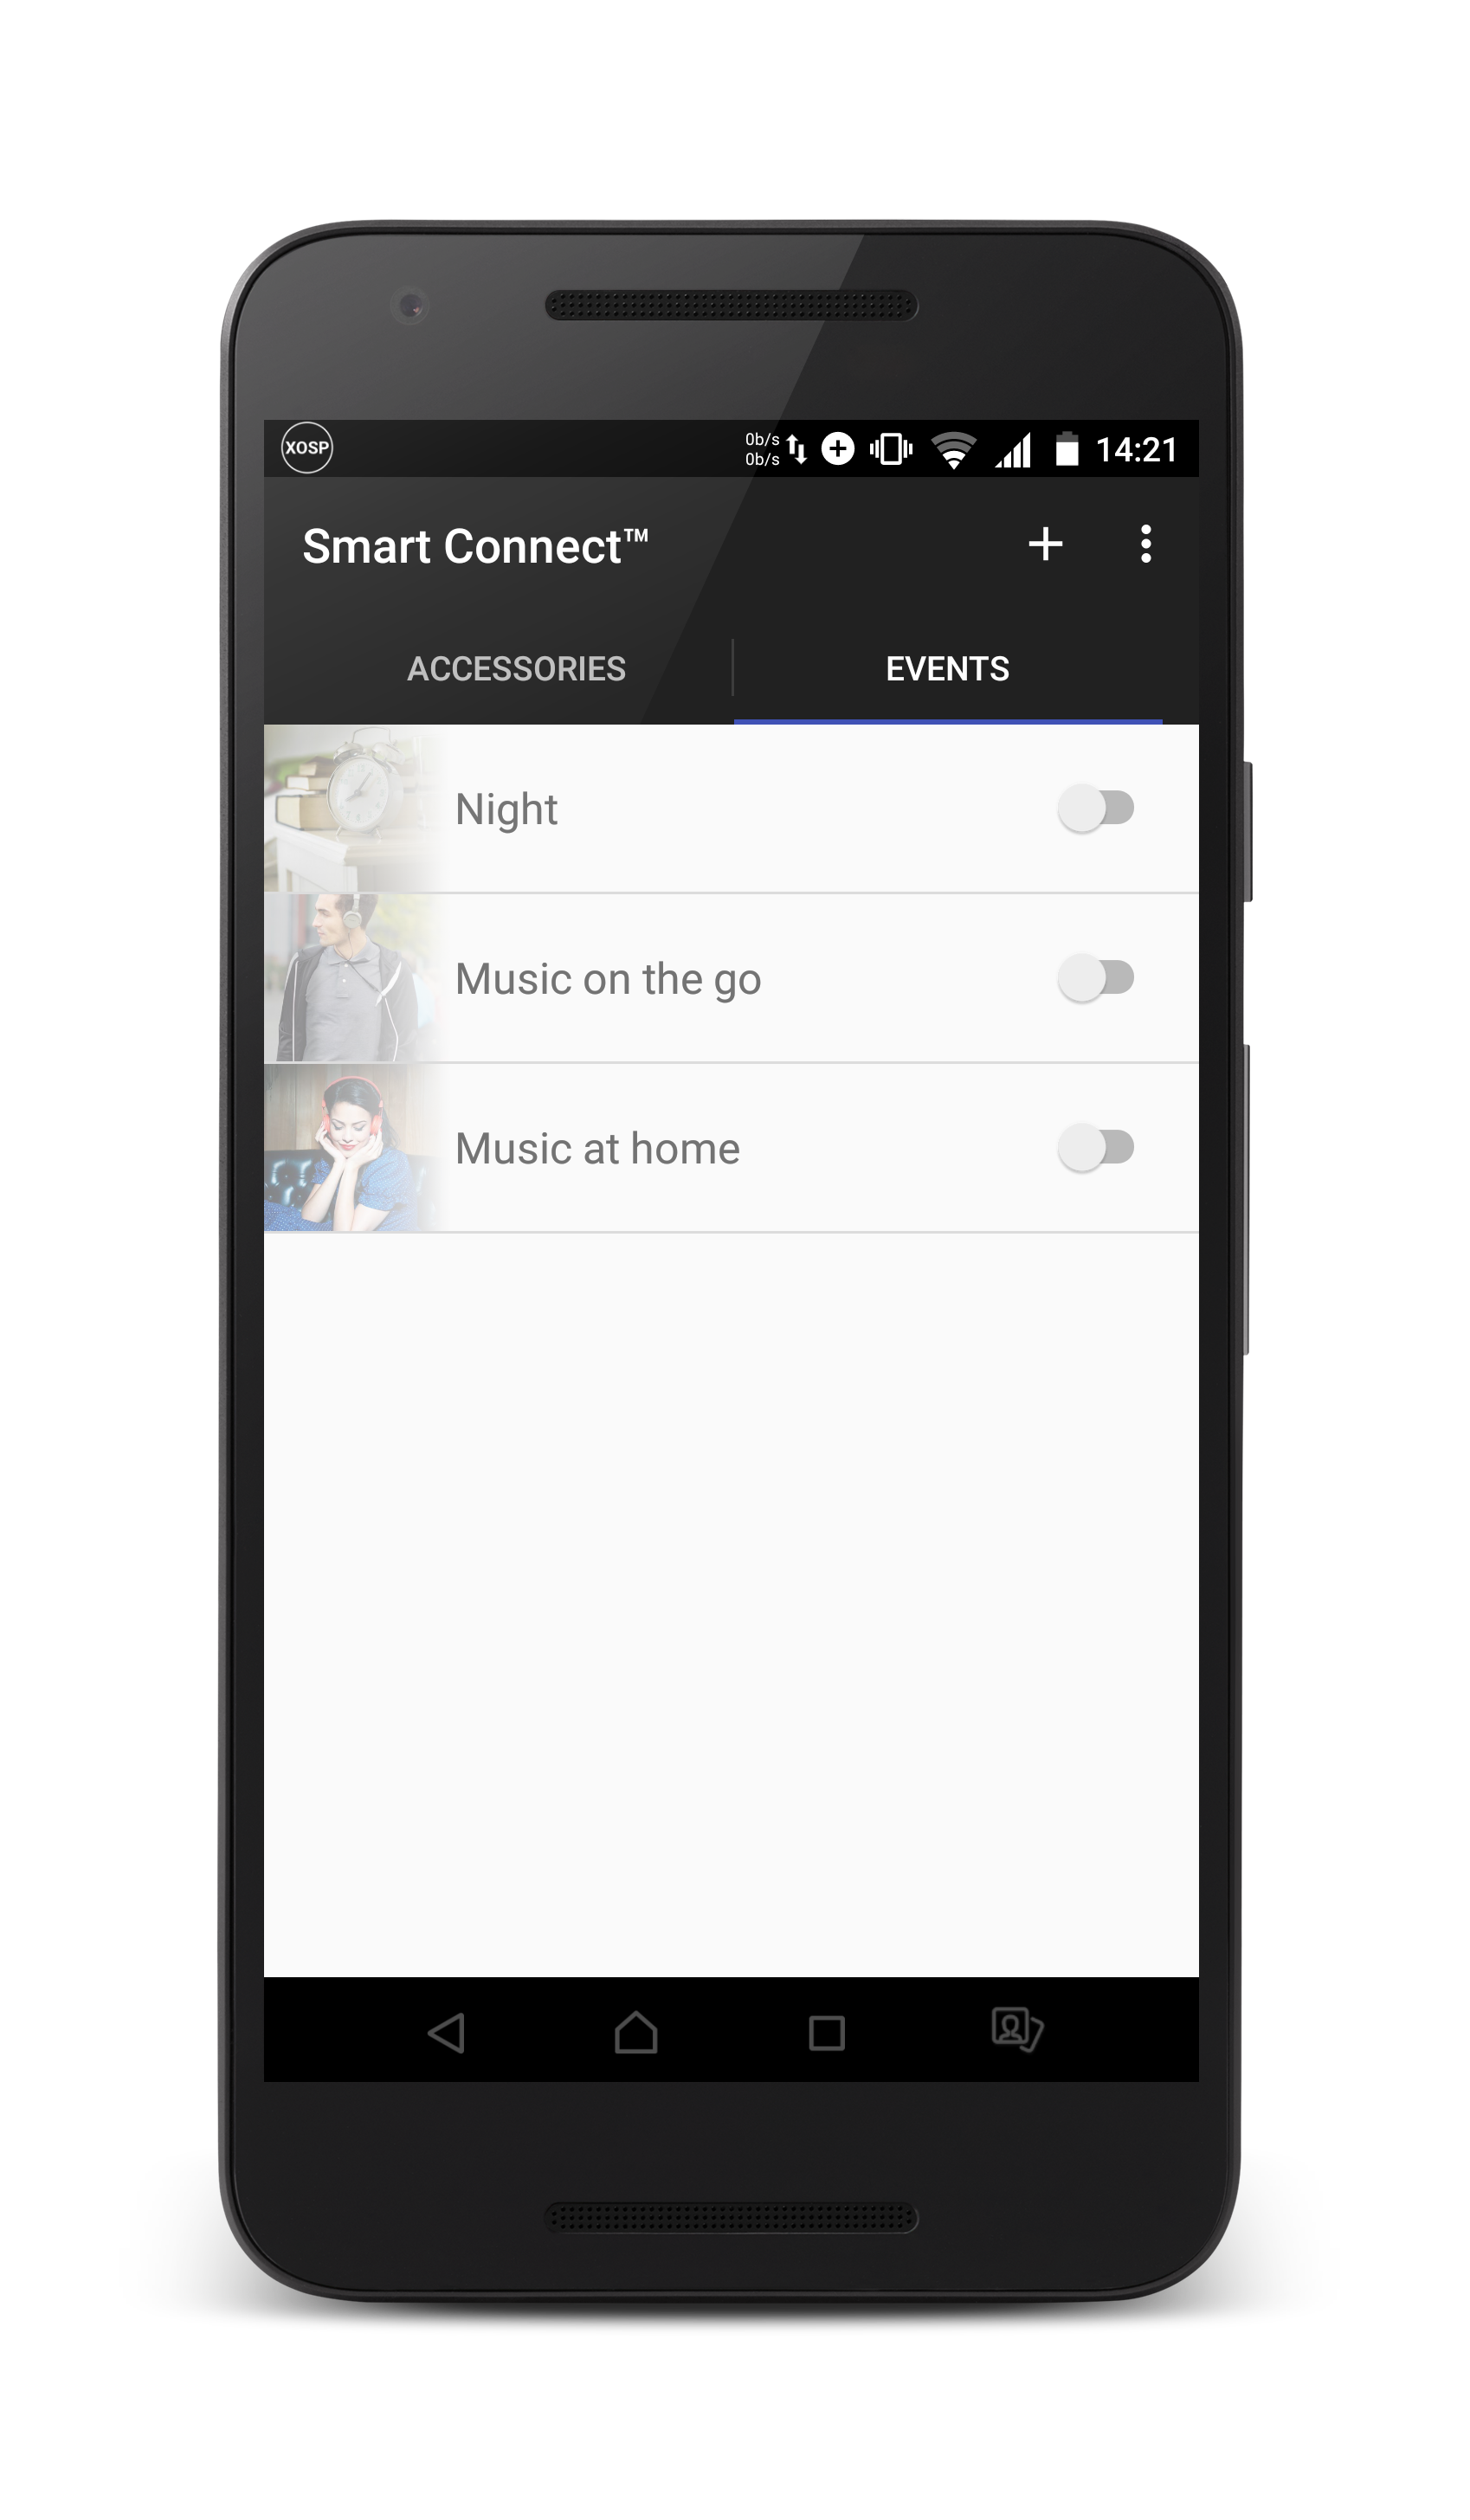 XOSP
0b/s
0b/s
14:21
Smart Connect™
ACCESSORIES
EVENTS
Night
Music on the go
Music at home